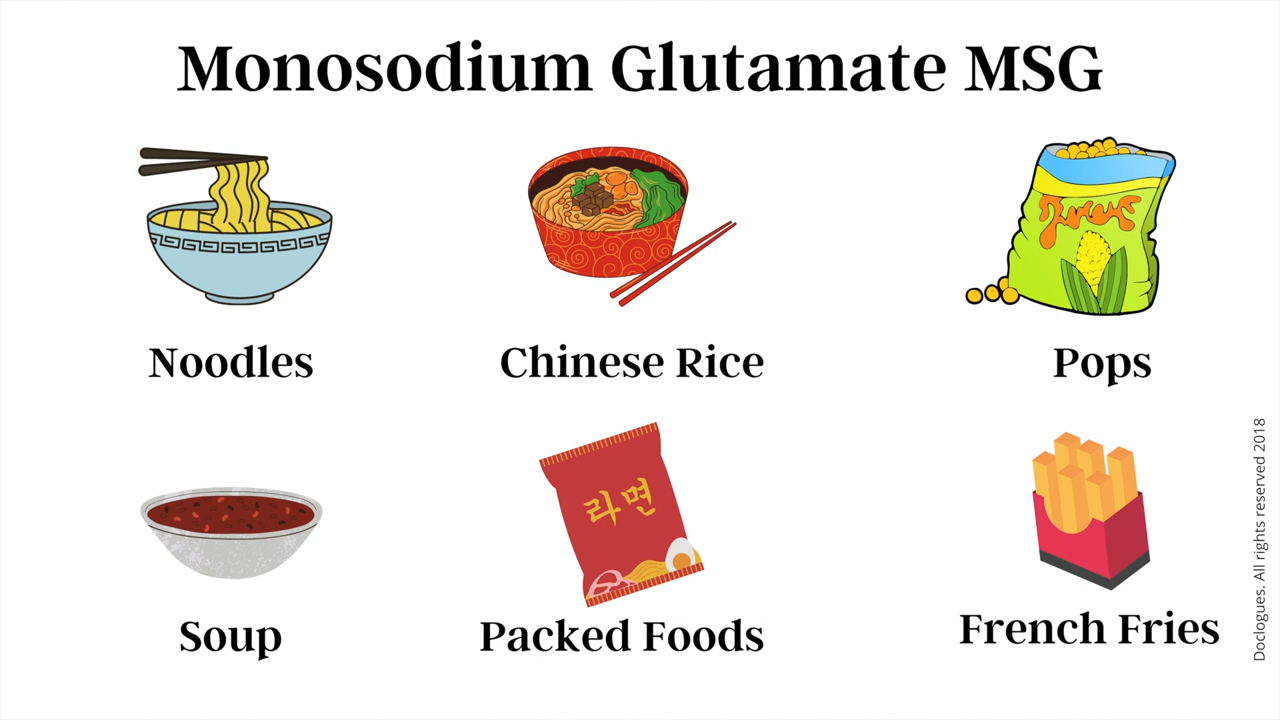 Monosodium Glutamate MSG
Noodles
Chinese Rice
Pops
라면
Soup
Packed Foods
French Fries
Doclogues. All rights reserved 2018